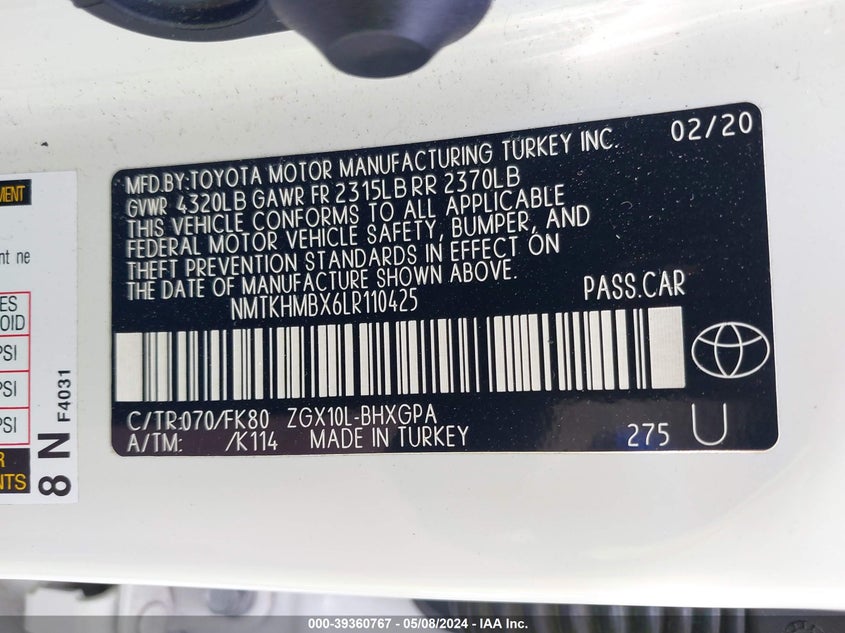 MFD.BY:TOYOTA MOTOR MANUFACTURING TURKEY INC. 02/20
GVWR 4320LB GAWR FR 2315LB RR 2370LB
THIS VEHICLE CONFORMS TO ALL APPLICABLE
FEDERAL MOTOR VEHICLE SAFETY, BUMPER, AND
THEFT PREVENTION STANDARDS IN EFFECT ON
THE DATE OF MANUFACTURE SHOWN ABOVE.
NMTKHMBX6LR110425 PASS.CAR
C/TR:070/FK80 ZGX10L-BHXGPA
A/TM: /K114 MADE IN TURKEY 275 U
8 N
F4031
PSI
PSI
PSI
000-39360767 - 05/08/2024 - IAA Inc.